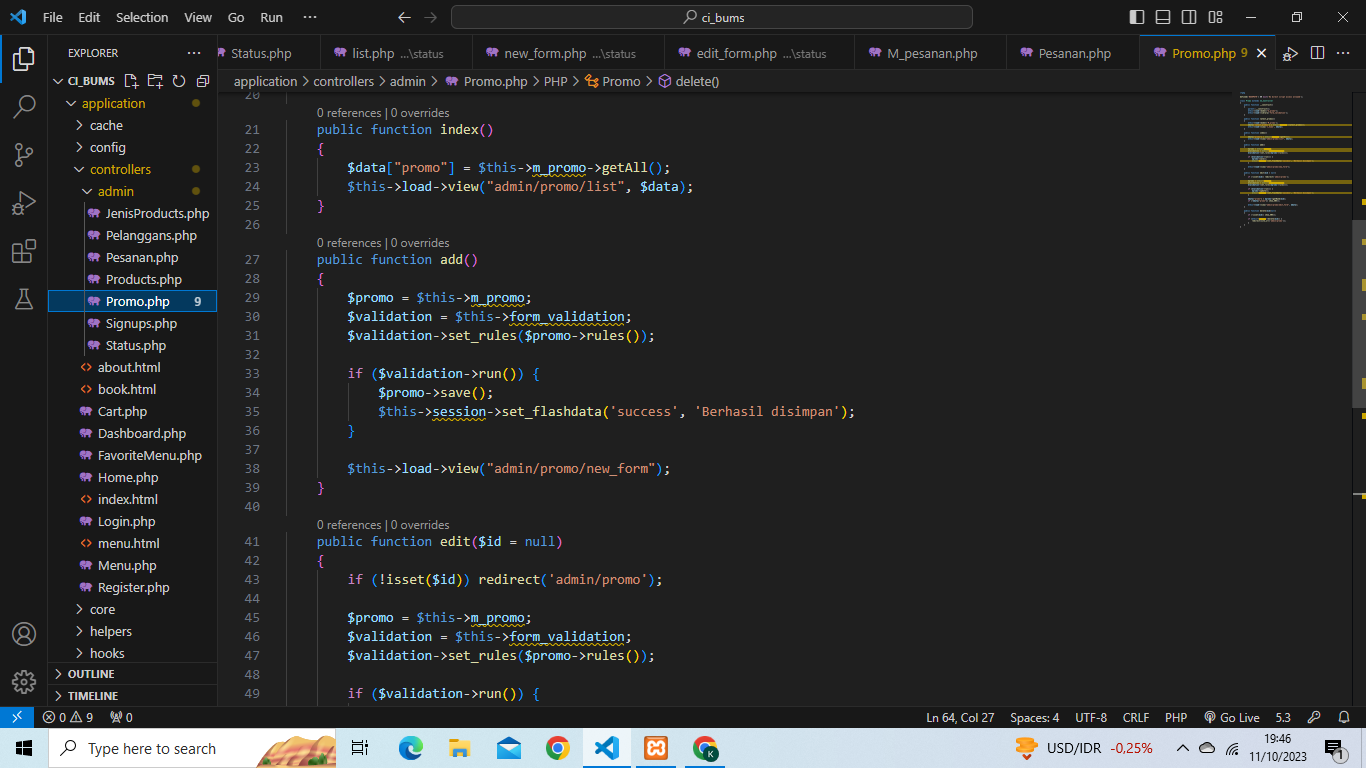 File Edit Selection View Go Run ··· ci_bums
EXPLORER ···
Status.php list.php ...\status new_form.php ...\status edit_form.php ...\status M_pesanan.php Pesanan.php Promo.php 9
application > controllers > admin > Promo.php > PHP > Promo > delete()
CI_BUMS
application
cache
config
controllers
admin
JenisProducts.php
Pelanggans.php
Pesanan.php
Products.php
Promo.php 9
Signups.php
Status.php
about.html
book.html
Cart.php
Dashboard.php
FavoriteMenu.php
Home.php
index.html
Login.php
menu.html
Menu.php
Register.php
core
helpers
hooks
OUTLINE
TIMELINE
20
0 references | 0 overrides
21 public function index()
22 {
23 $data["promo"] = $this->m_promo->getAll();
24 $this->load->view("admin/promo/list", $data);
25 }
26
0 references | 0 overrides
27 public function add()
28 {
29 $promo = $this->m_promo;
30 $validation = $this->form_validation;
31 $validation->set_rules($promo->rules());
32
33 if ($validation->run()) {
34 $promo->save();
35 $this->session->set_flashdata('success', 'Berhasil disimpan');
36 }
37
38 $this->load->view("admin/promo/new_form");
39 }
40
0 references | 0 overrides
41 public function edit($id = null)
42 {
43 if (!isset($id)) redirect('admin/promo');
44
45 $promo = $this->m_promo;
46 $validation = $this->form_validation;
47 $validation->set_rules($promo->rules());
48
49 if ($validation->run()) {
0 9 0 Ln 64, Col 27 Spaces: 4 UTF-8 CRLF PHP Go Live 5.3
Type here to search USD/IDR -0,25% 19:46
11/10/2023 1